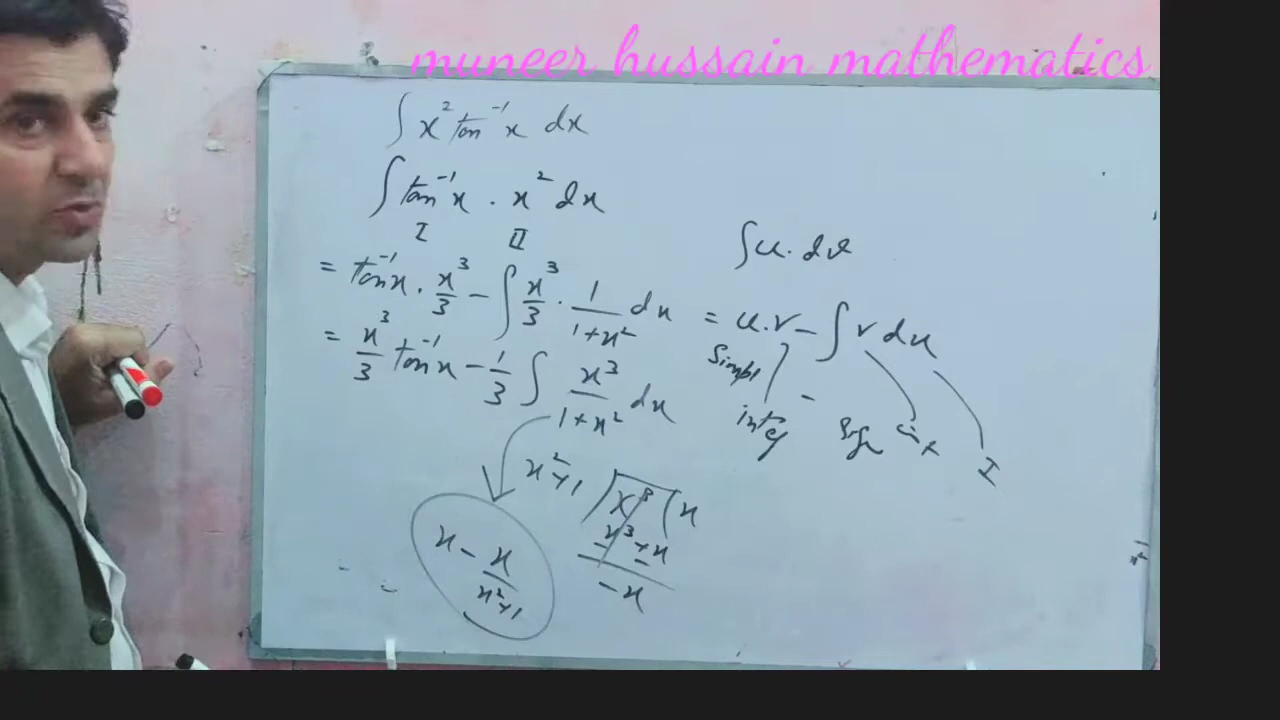 muneer hussain mathematics
∫ x² tan⁻¹x dx
∫ tan⁻¹x . x² dx
I II
= tan⁻¹x . x³/3 - ∫ x³/3 . 1/1+x² dx
= x³/3 tan⁻¹x - 1/3 ∫ x³/1+x² dx
x²+1 ) x³ ( x
- x³ + x
-
- x
x - x/x²+1
∫ u. dv
= u.v - ∫ v du
integ
I